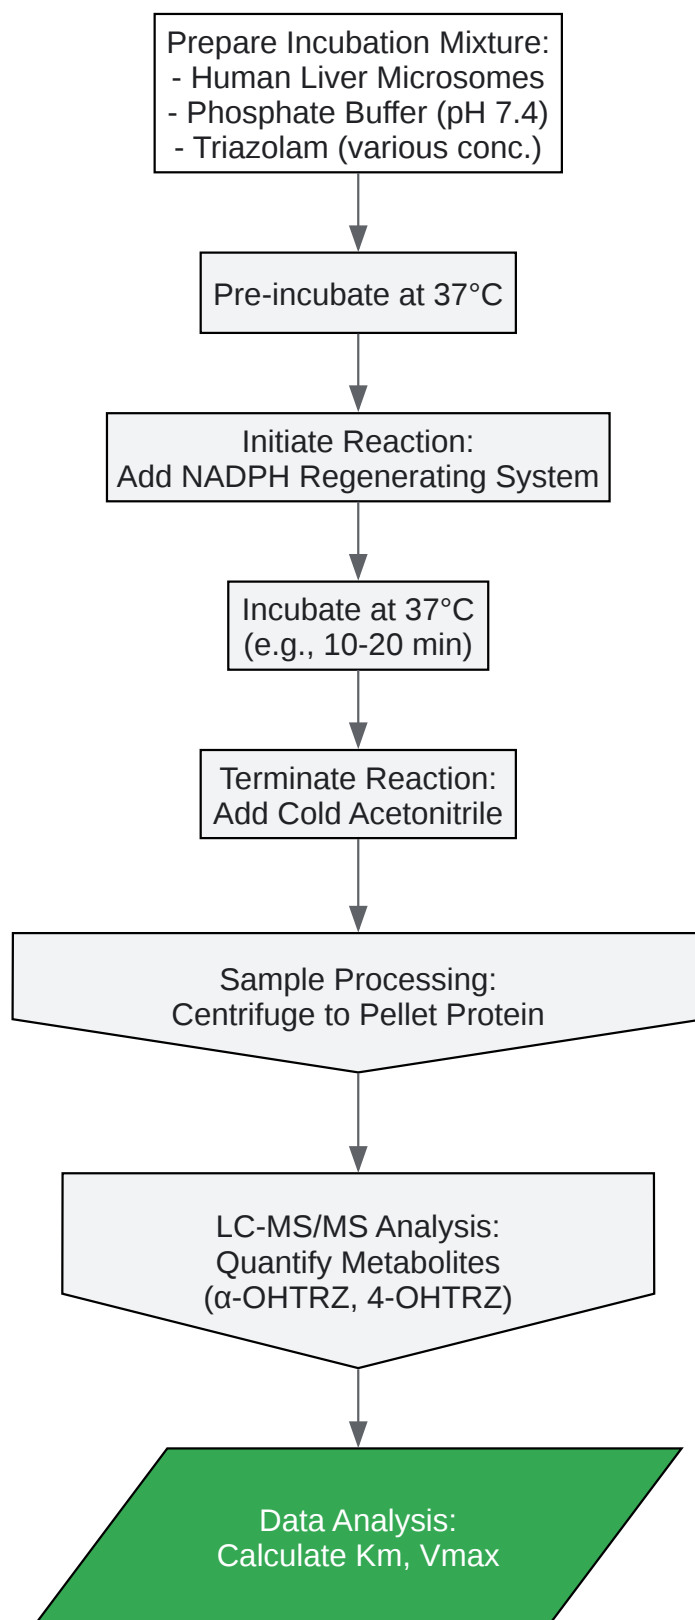 Prepare Incubation Mixture:
- Human Liver Microsomes
- Phosphate Buffer (pH 7.4)
- Triazolam (various conc.)
Pre-incubate at 37°C
Initiate Reaction:
Add NADPH Regenerating System
Incubate at 37°C
(e.g., 10-20 min)
Terminate Reaction:
Add Cold Acetonitrile
Sample Processing:
Centrifuge to Pellet Protein
LC-MS/MS Analysis:
Quantify Metabolites
(α-OHTRZ, 4-OHTRZ)
Data Analysis:
Calculate Km, Vmax